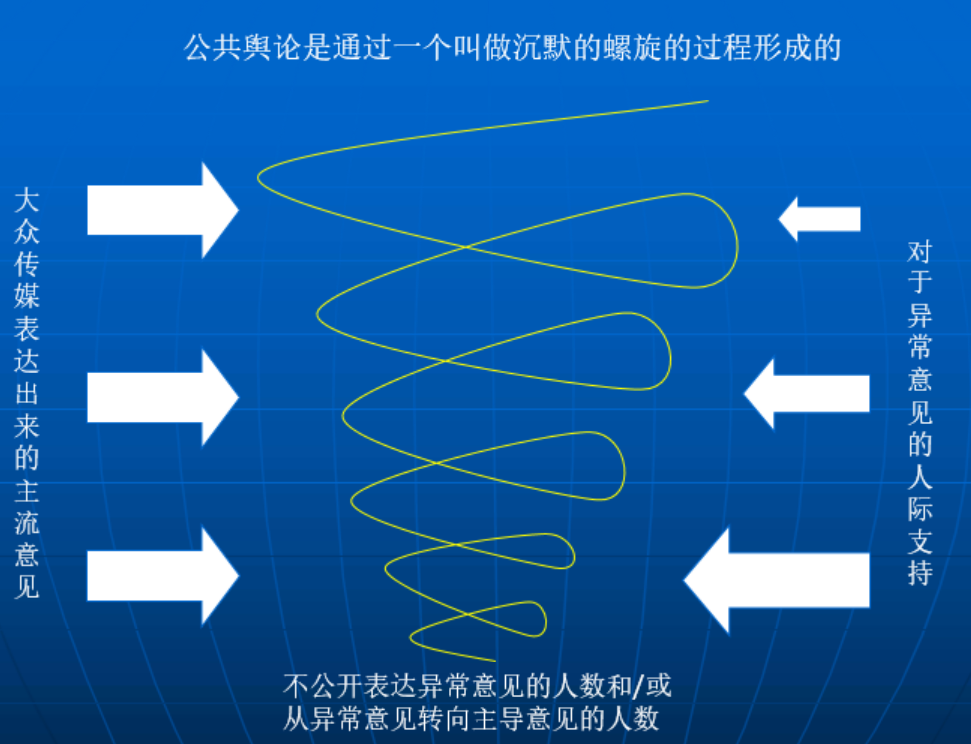 公共舆论是通过一个叫做沉默的螺旋的过程形成的
大众传媒表达出来的主流意见
对于异常意见的人际支持
不公开表达异常意见的人数和/或
从异常意见转向主导意见的人数